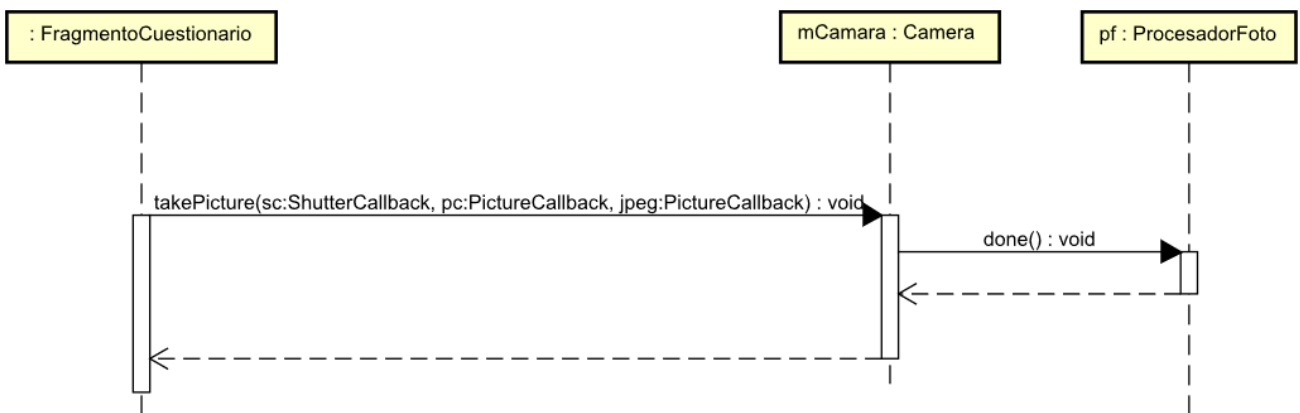 : FragmentoCuestionario
mCamara : Camera
pf : ProcesadorFoto
takePicture(sc:ShutterCallback, pc:PictureCallback, jpeg:PictureCallback) : void
done() : void